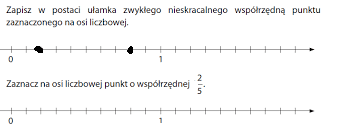 Zapisz w postaci ułamka zwykłego nieskracalnego współrzędną punktu
zaznaczonego na osi liczbowej.
0 1
Zaznacz na osi liczbowej punkt o współrzędnej 2/5.
0 1